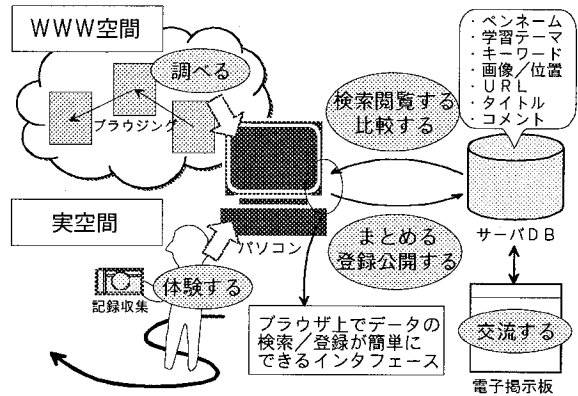 WWW空間
調べる
ブラウジング
検索閲覧する
比較する
・ペンネーム
・学習テーマ
・キーワード
・画像／位置
・URL
・タイトル
・コメント
サーバDB
実空間
パソコン
まとめる
登録公開する
記録収集
体験する
ブラウザ上でデータの
検索／登録が簡単に
できるインタフェース
交流する
電子掲示板